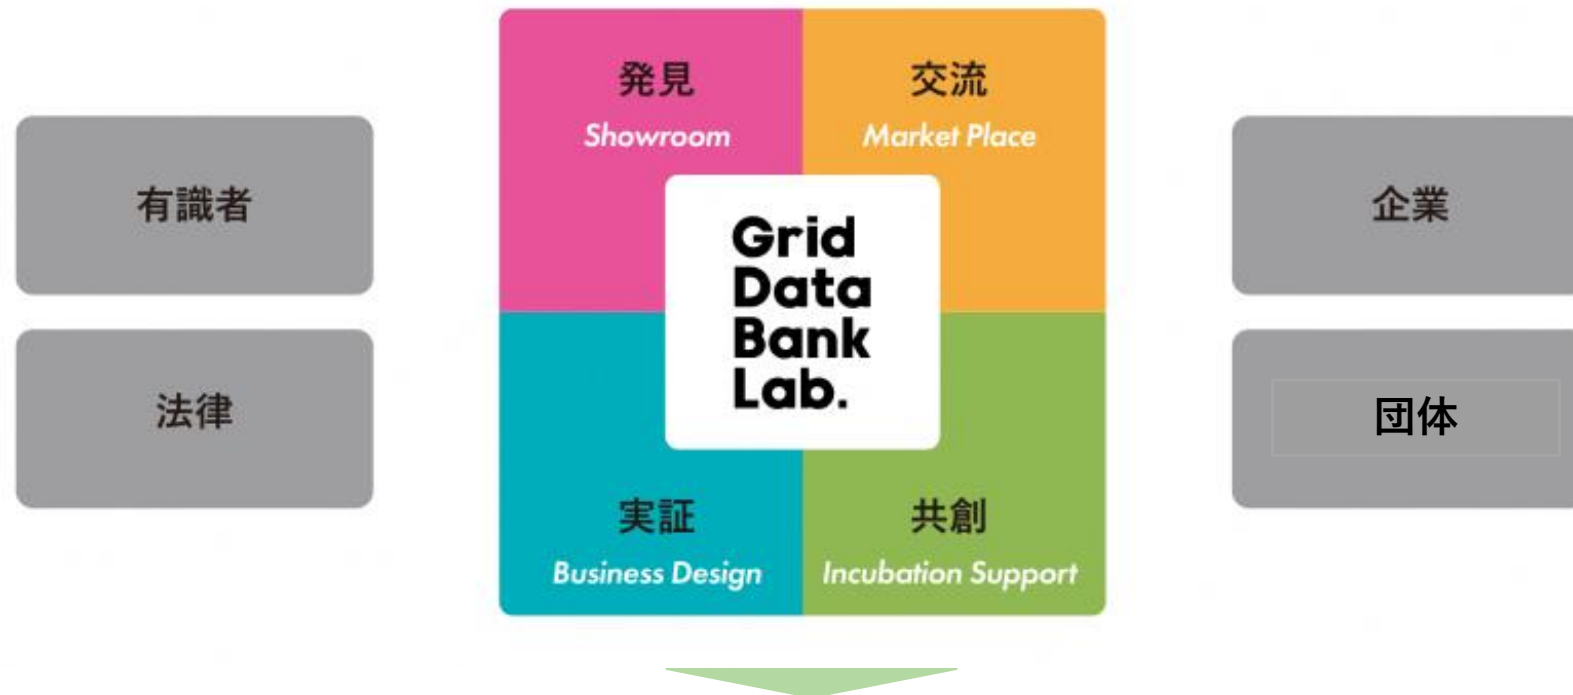 有識者
法律
発見
Showroom
交流
Market Place
Grid
Data
Bank
Lab.
実証
Business Design
共創
Incubation Support
企業
団体